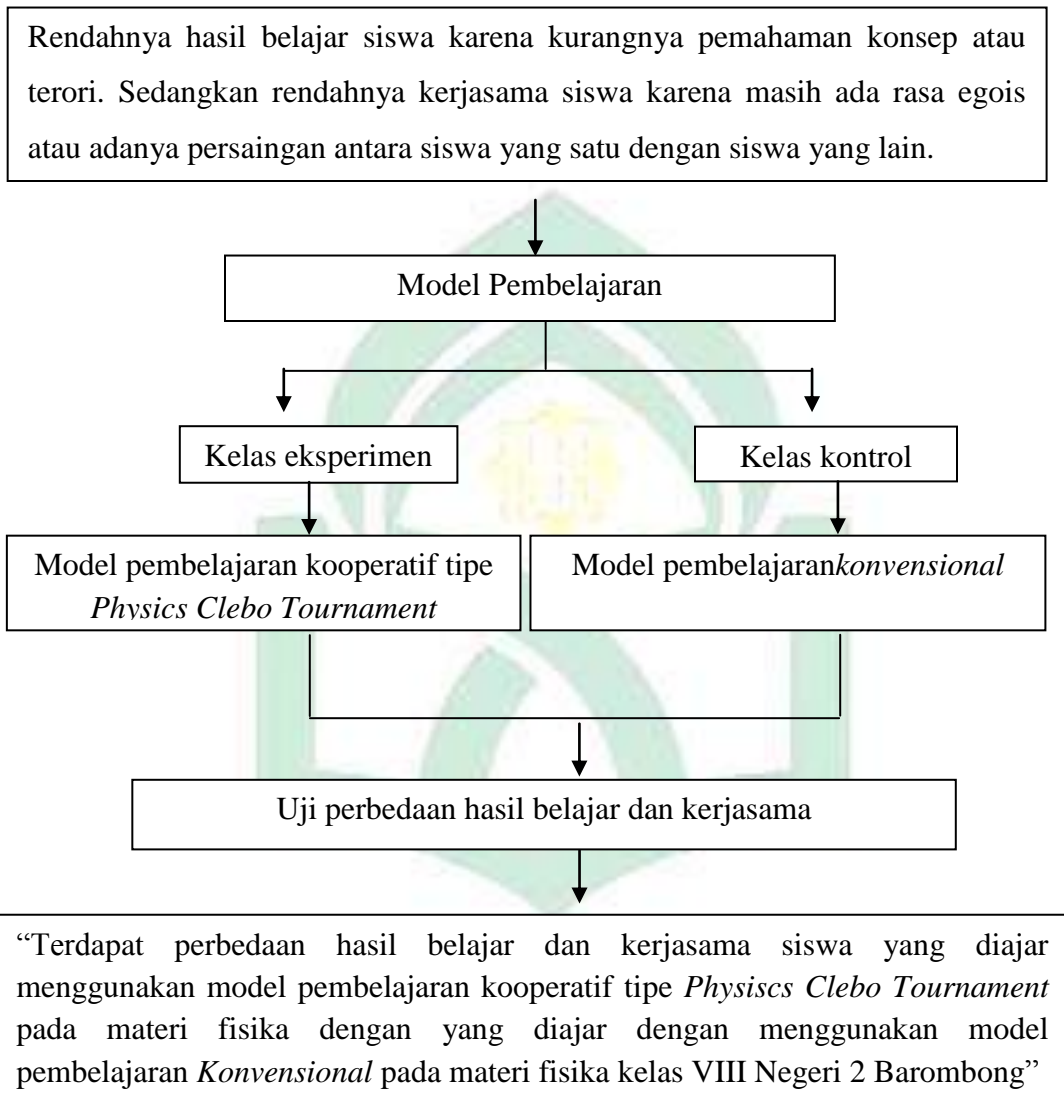 Rendahnya hasil belajar siswa karena kurangnya pemahaman konsep atau
terori. Sedangkan rendahnya kerjasama siswa karena masih ada rasa egois
atau adanya persaingan antara siswa yang satu dengan siswa yang lain.
Model Pembelajaran
Kelas eksperimen
Kelas kontrol
Model pembelajaran kooperatif tipe
Physics Clebo Tournament
Model pembelajarankonvensional
Uji perbedaan hasil belajar dan kerjasama
“Terdapat perbedaan hasil belajar dan kerjasama siswa yang diajar
menggunakan model pembelajaran kooperatif tipe Physiscs Clebo Tournament
pada materi fisika dengan yang diajar dengan menggunakan model
pembelajaran Konvensional pada materi fisika kelas VIII Negeri 2 Barombong”